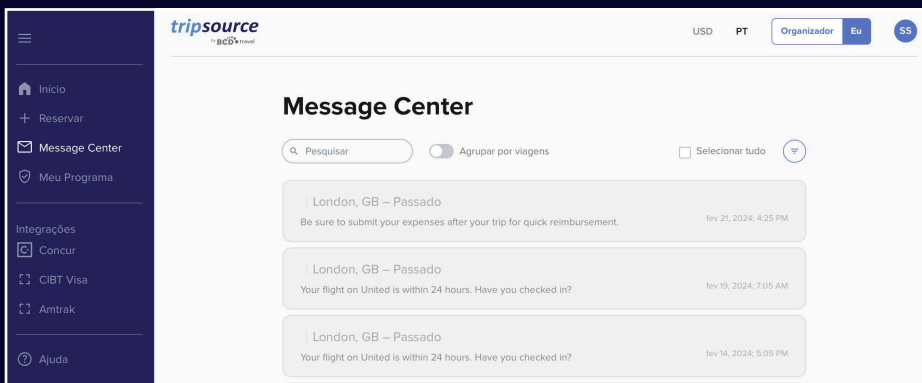 tripsource
by BCD travel
USD
PT
Organizador
Eu
SS
Início
Reservar
Message Center
Meu Programa
Integrações
Concur
CIBT Visa
Amtrak
Ajuda
Message Center
Pesquisar
Agrupar por viagens
Selecionar tudo
London, GB – Passado
Be sure to submit your expenses after your trip for quick reimbursement.
fev 21, 2024; 4:25 PM
London, GB – Passado
Your flight on United is within 24 hours. Have you checked in?
fev 19, 2024; 7:05 AM
London, GB – Passado
Your flight on United is within 24 hours. Have you checked in?
fev 14, 2024; 5:05 PM